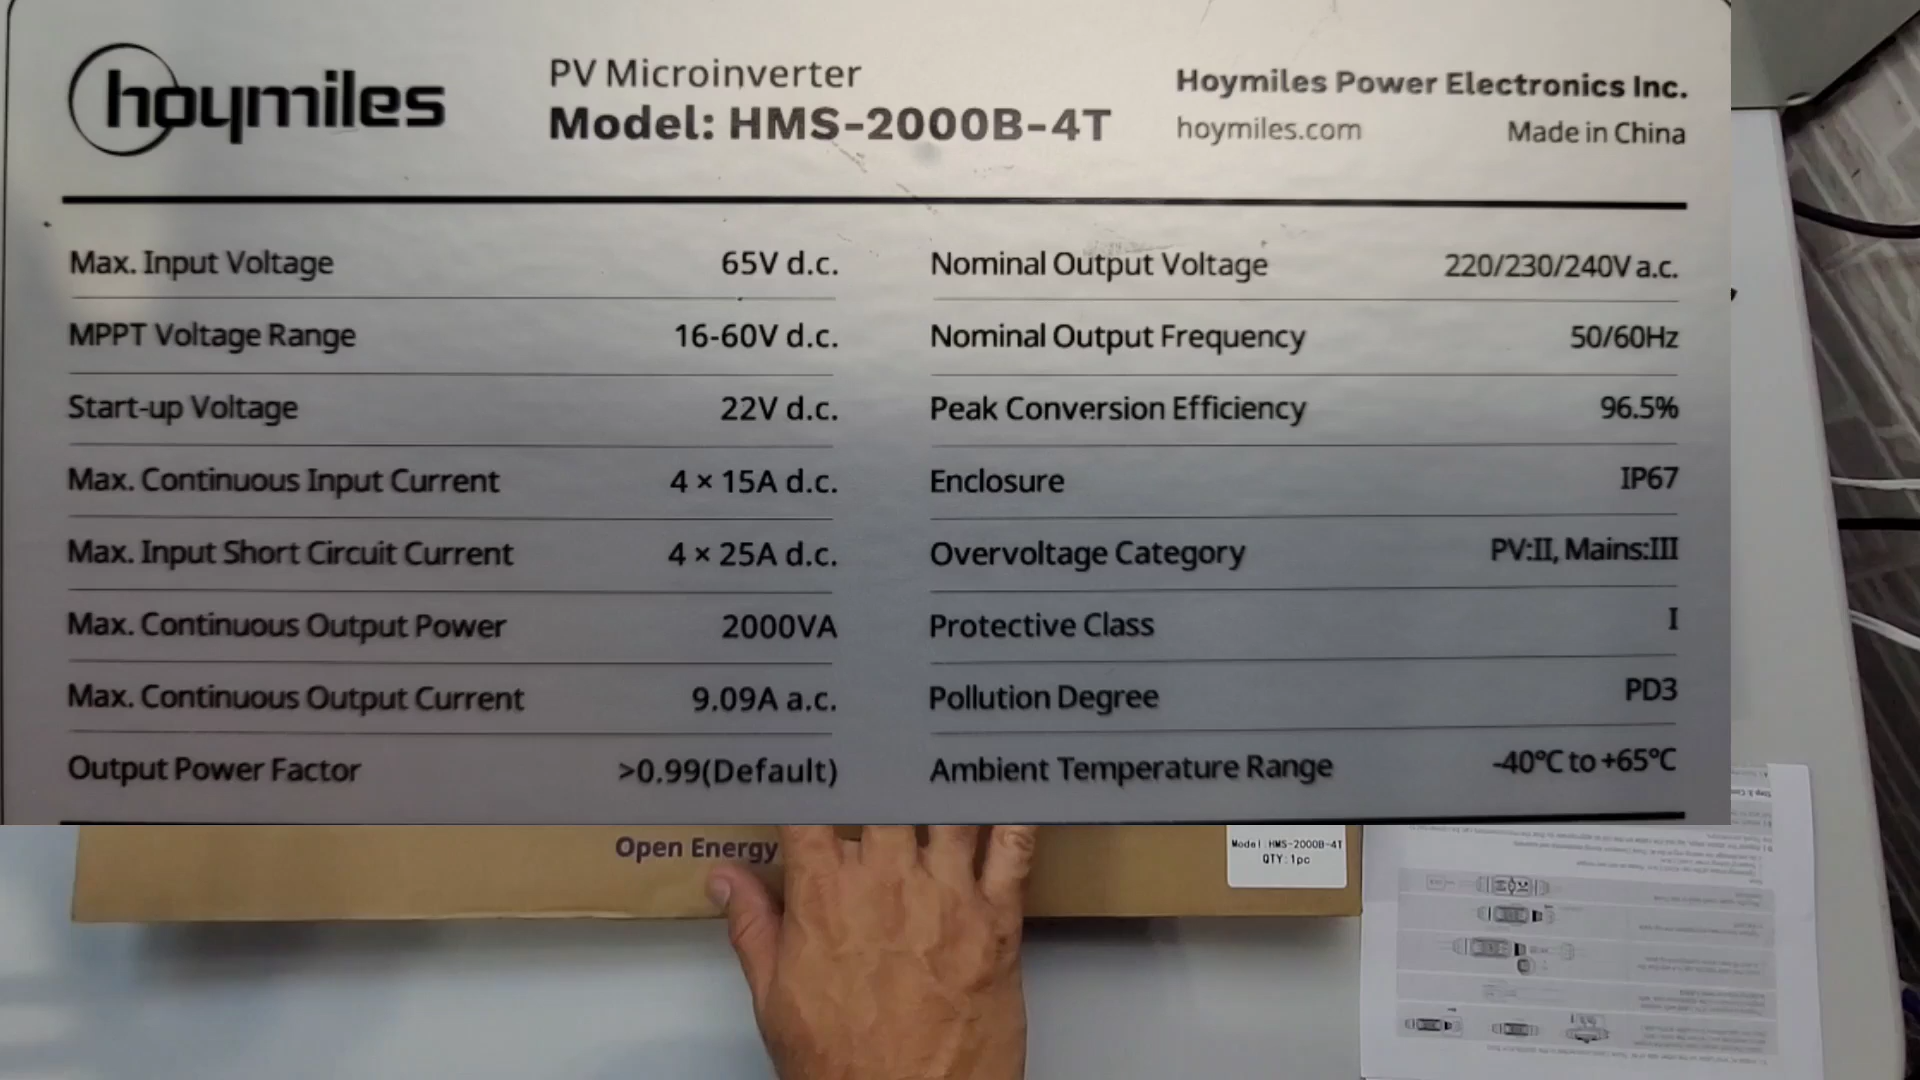 hoymiles
PV Microinverter
Model: HMS-2000B-4T
Hoymiles Power Electronics Inc.
hoymiles.com Made in China
Max. Input Voltage 65V d.c.
MPPT Voltage Range 16-60V d.c.
Start-up Voltage 22V d.c.
Max. Continuous Input Current 4 × 15A d.c.
Max. Input Short Circuit Current 4 × 25A d.c.
Max. Continuous Output Power 2000VA
Max. Continuous Output Current 9.09A a.c.
Output Power Factor >0.99(Default)
Nominal Output Voltage 220/230/240V a.c.
Nominal Output Frequency 50/60Hz
Peak Conversion Efficiency 96.5%
Enclosure IP67
Overvoltage Category PV:II, Mains:III
Protective Class I
Pollution Degree PD3
Ambient Temperature Range -40°C to +65°C
Open Energy
Model:HMS-2000B-4T
QTY:1pc